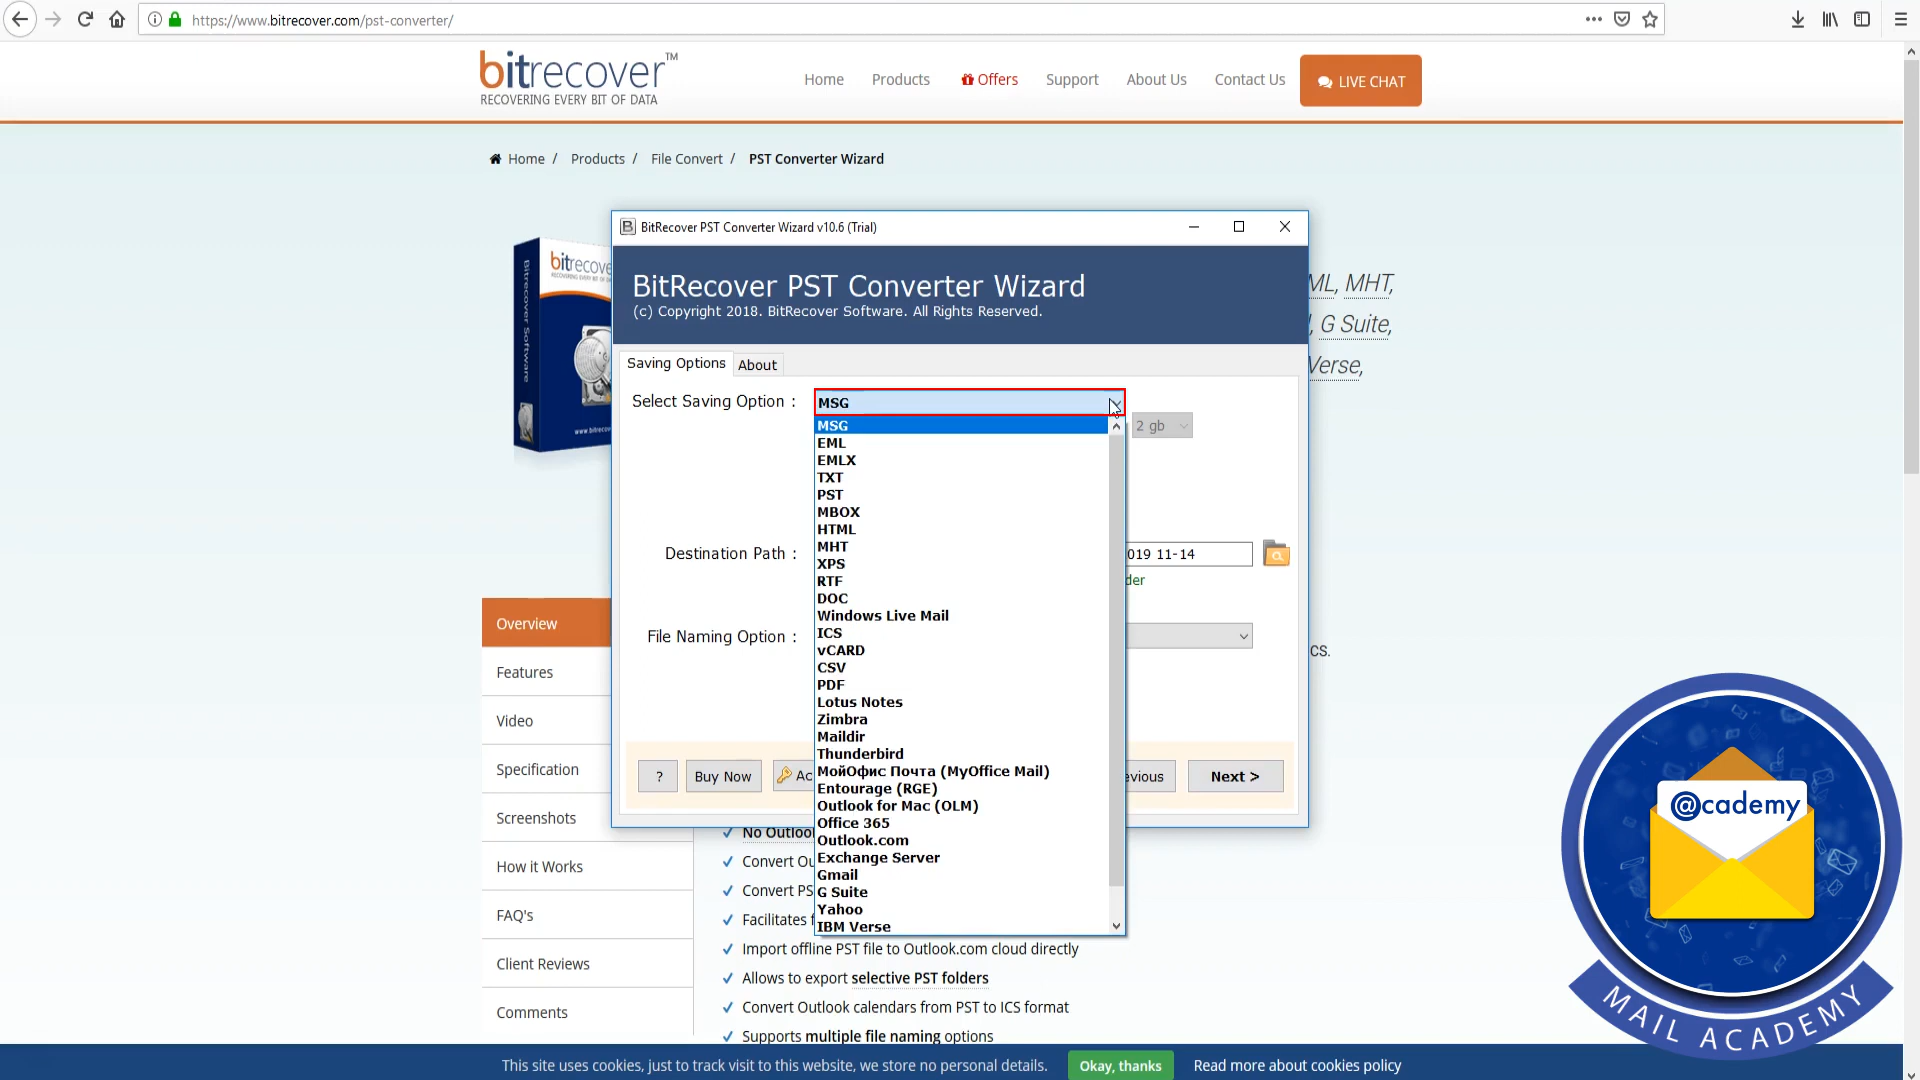 https://www.bitrecover.com/pst-converter/
bitrecover™
RECOVERING EVERY BIT OF DATA
Home
Products
Offers
Support
About Us
Contact Us
LIVE CHAT
Home / Products / File Convert / PST Converter Wizard
BitRecover PST Converter Wizard v10.6 (Trial)
BitRecover PST Converter Wizard
(c) Copyright 2018. BitRecover Software. All Rights Reserved.
ML, MHT,
G Suite,
Verse,
Saving Options
About
Select Saving Option :
MSG
2 gb
MSG
EML
EMLX
TXT
PST
MBOX
HTML
MHT
XPS
RTF
DOC
Windows Live Mail
ICS
vCARD
CSV
PDF
Lotus Notes
Zimbra
Maildir
Thunderbird
МойОфис Почта (MyOffice Mail)
Entourage (RGE)
Outlook for Mac (OLM)
Office 365
Outlook.com
Exchange Server
Gmail
G Suite
Yahoo
IBM Verse
Destination Path :
019 11-14
der
File Naming Option :
cs.
?
Buy Now
Ac
evious
Next >
Bitrecover Software
bitrecove
Overview
Features
Video
Specification
Screenshots
How it Works
FAQ's
Client Reviews
Comments
No Outloo
Convert Ou
Convert PS
Facilitates
Import offline PST file to Outlook.com cloud directly
Allows to export selective PST folders
Convert Outlook calendars from PST to ICS format
Supports multiple file naming options
@cademy
MAIL ACADEMY
This site uses cookies, just to track visit to this website, we store no personal details.
Okay, thanks
Read more about cookies policy